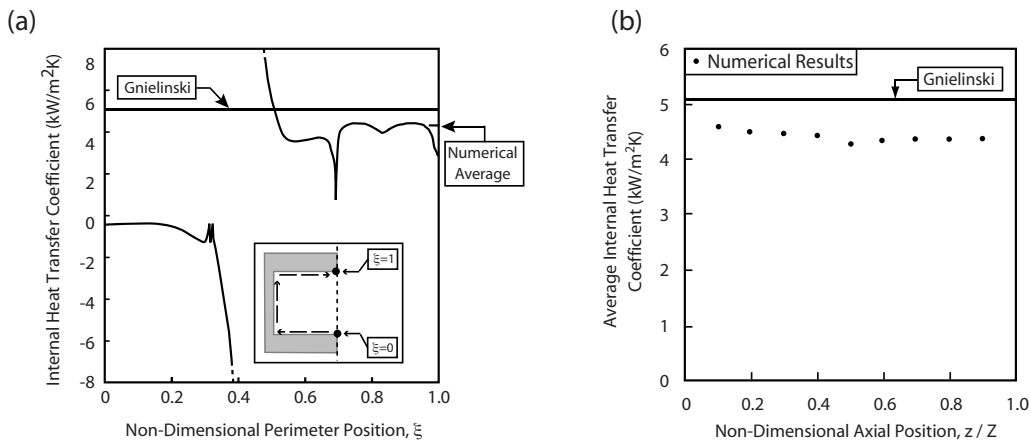 (a)
Internal Heat Transfer Coefficient (kW/m²K)
8
6
4
2
0
-2
-4
-6
-8
Gnielinski
Numerical
Average
ξ=1
ξ=0
0
0.2
0.4
0.6
0.8
1.0
Non-Dimensional Perimeter Position, ξ
(b)
Average Internal Heat Transfer
Coefficient (kW/m²K)
6
5
4
3
2
1
0
Numerical Results
Gnielinski
0
0.2
0.4
0.6
0.8
1.0
Non-Dimensional Axial Position, z / Z